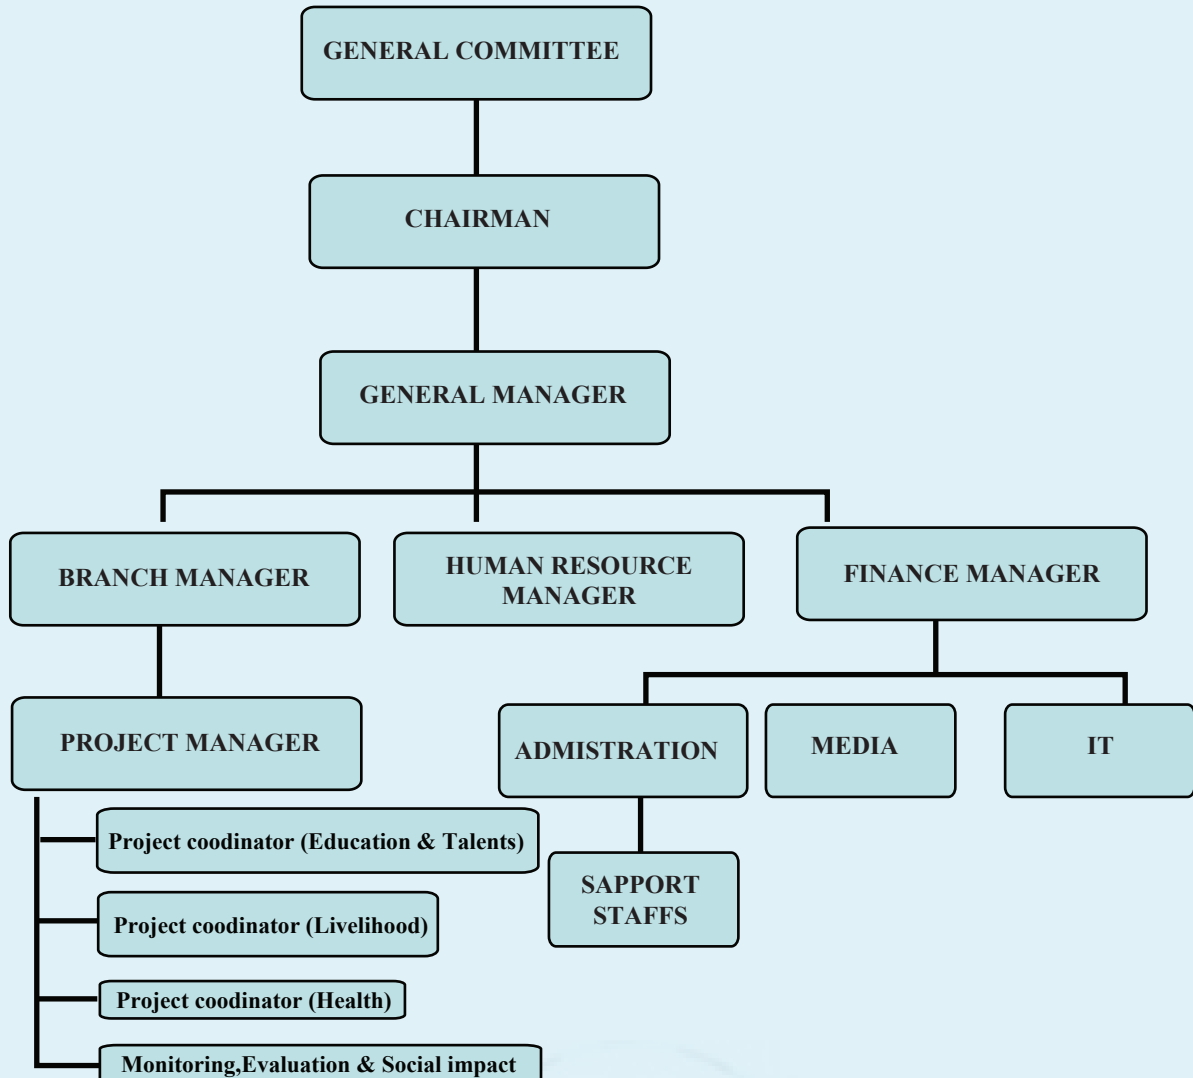 GENERAL COMMITTEE
CHAIRMAN
GENERAL MANAGER
BRANCH MANAGER
HUMAN RESOURCE
MANAGER
FINANCE MANAGER
PROJECT MANAGER
ADMISTRATION
MEDIA
IT
Project coodinator (Education & Talents)
SAPPORT
STAFFS
Project coodinator (Livelihood)
Project coodinator (Health)
Monitoring,Evaluation & Social impact